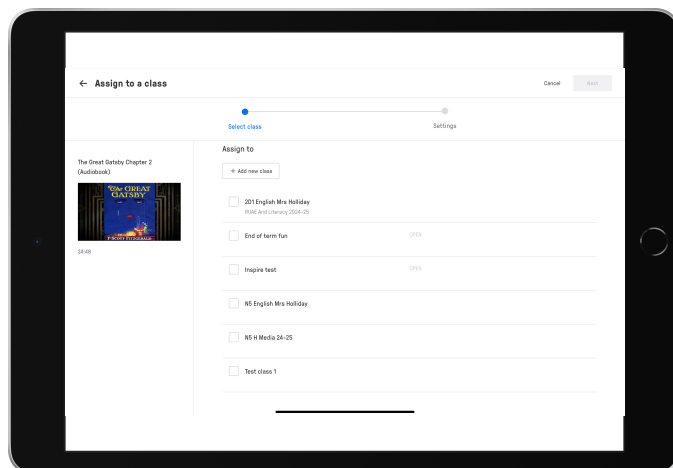 ← Assign to a class
Cancel
Next
Select class
Settings
The Great Gatsby Chapter 2
(Audiobook)
The GREAT
GATSBY
F·SCOTT·FITZGERALD
14:48
Assign to
+ Add new class
2D1 English Mrs Holliday
RUAE And Literacy 2024-25
End of term fun
OPEN
Inspire test
OPEN
N5 English Mrs Holliday
N5 H Media 24-25
Test class 1